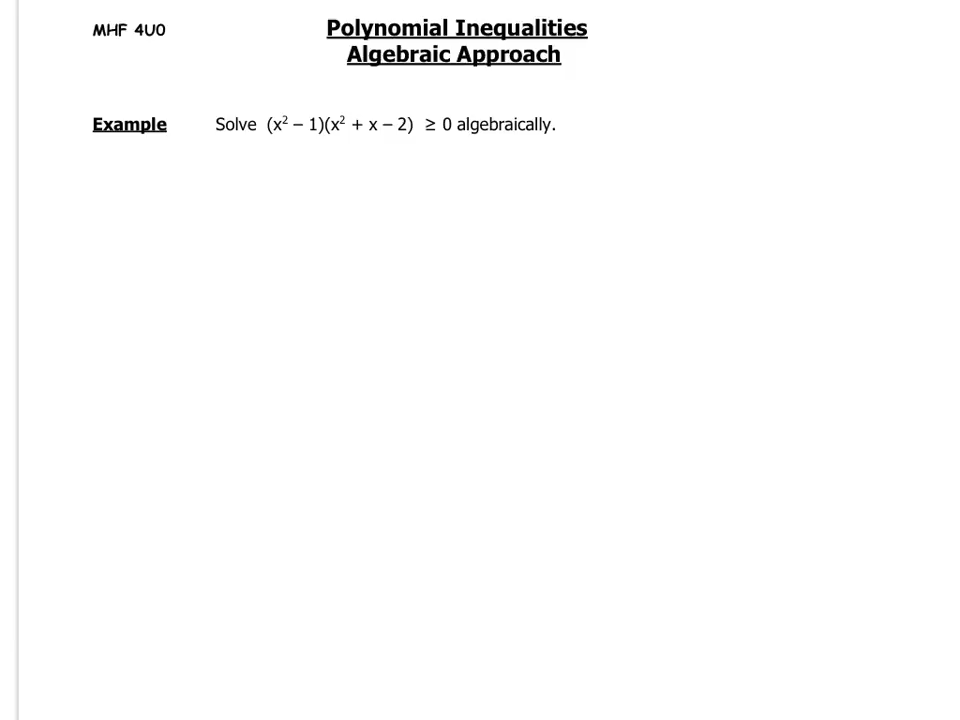 MHF 4U0
Polynomial Inequalities
Algebraic Approach
Example Solve (x² – 1)(x² + x – 2) ≥ 0 algebraically.